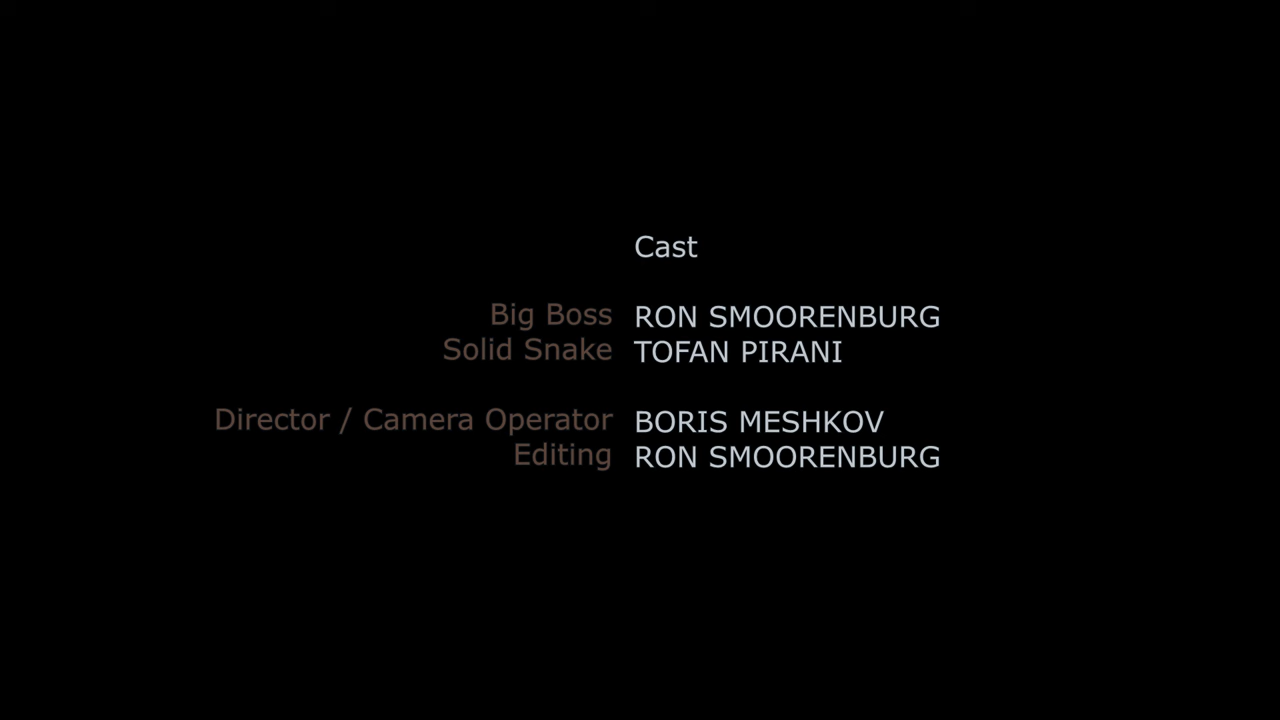 Cast
Big Boss RON SMOORENBURG
Solid Snake TOFAN PIRANI
Director / Camera Operator BORIS MESHKOV
Editing RON SMOORENBURG